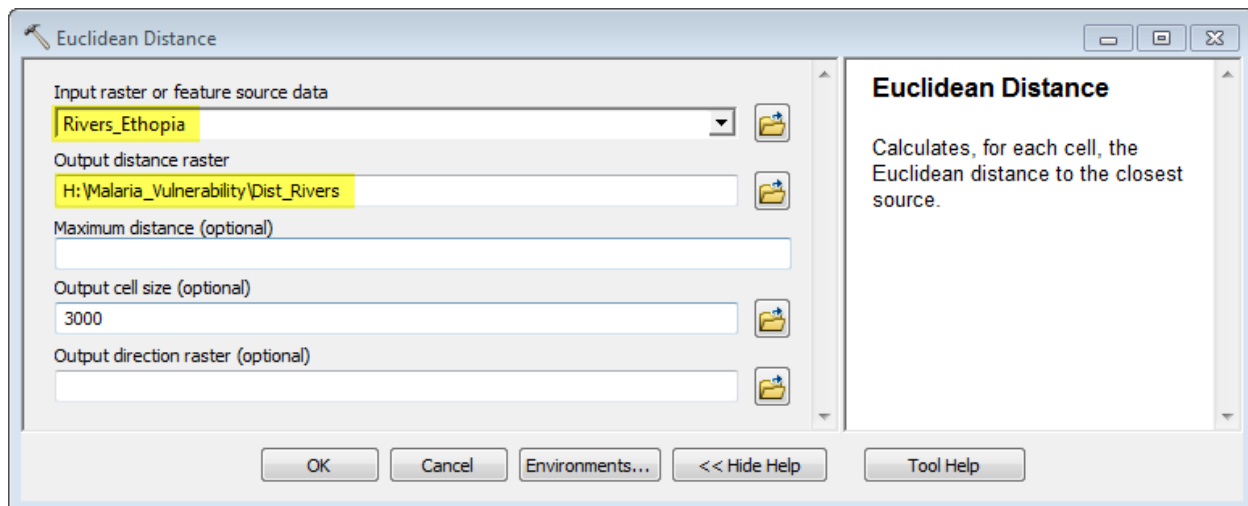 Euclidean Distance
Input raster or feature source data
Rivers_Ethopia
Output distance raster
H:\Malaria_Vulnerability\Dist_Rivers
Maximum distance (optional)
Output cell size (optional)
3000
Output direction raster (optional)
Euclidean Distance
Calculates, for each cell, the
Euclidean distance to the closest
source.
OK Cancel Environments... << Hide Help Tool Help